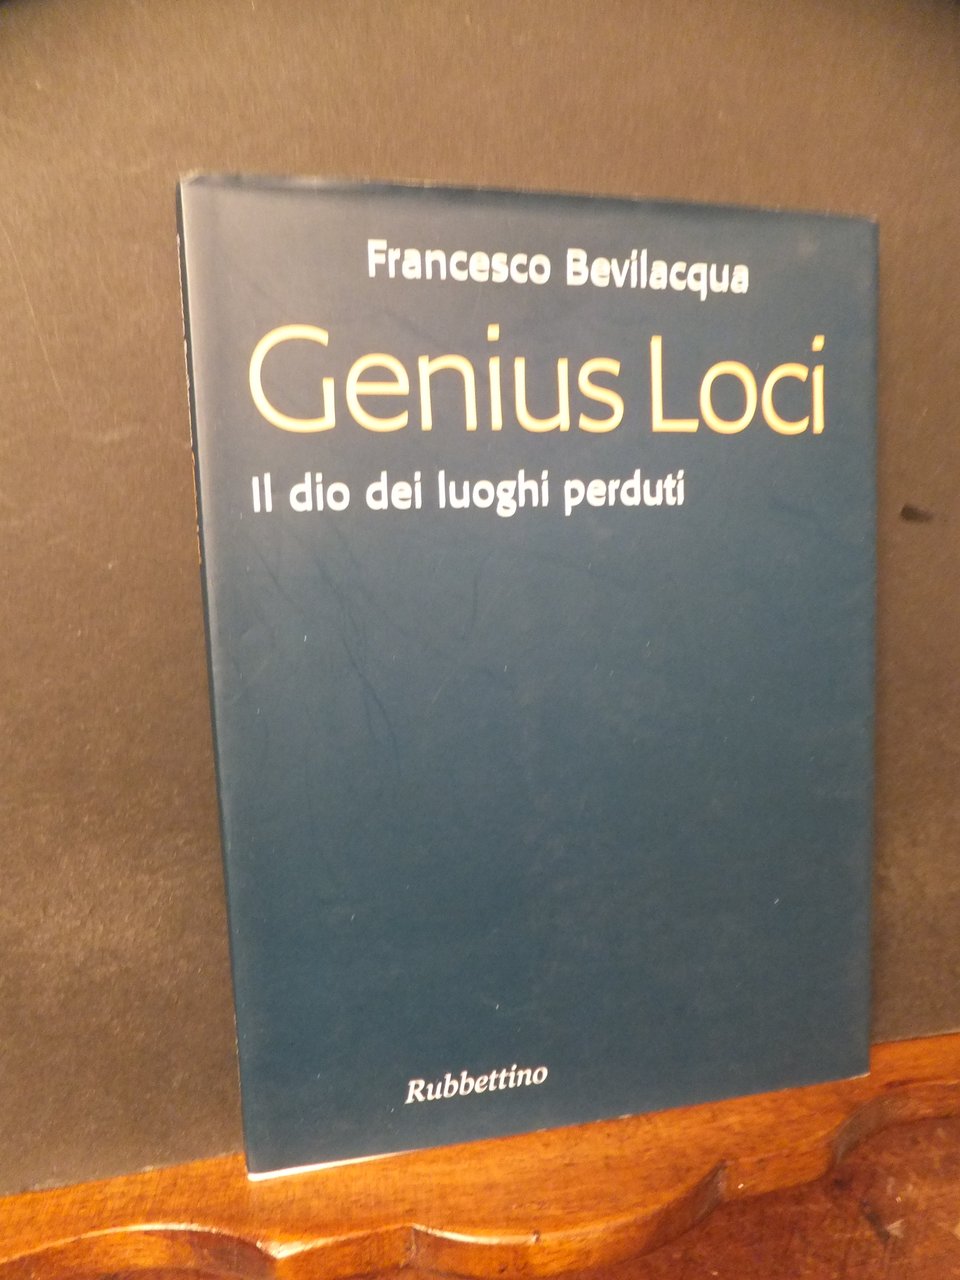 Francesco Bevilacqua
Genius Loci
Il dio dei luoghi perduti
Rubbettino